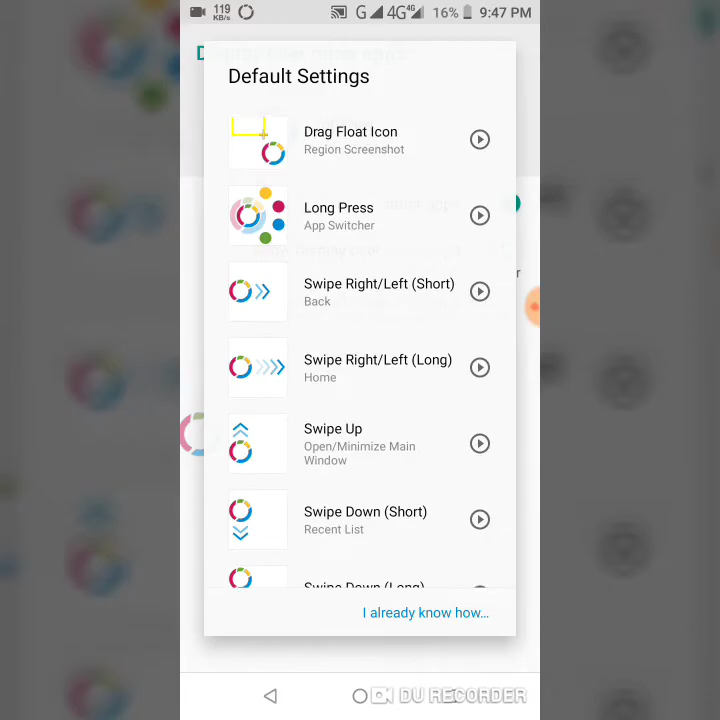 119
KB/s
G 4G 4G 16% 9:47 PM
Default Settings
Drag Float Icon
Region Screenshot
Long Press
App Switcher
Swipe Right/Left (Short)
Back
Swipe Right/Left (Long)
Home
Swipe Up
Open/Minimize Main
Window
Swipe Down (Short)
Recent List
Swipe Down (Long)
I already know how...
DU RECORDER